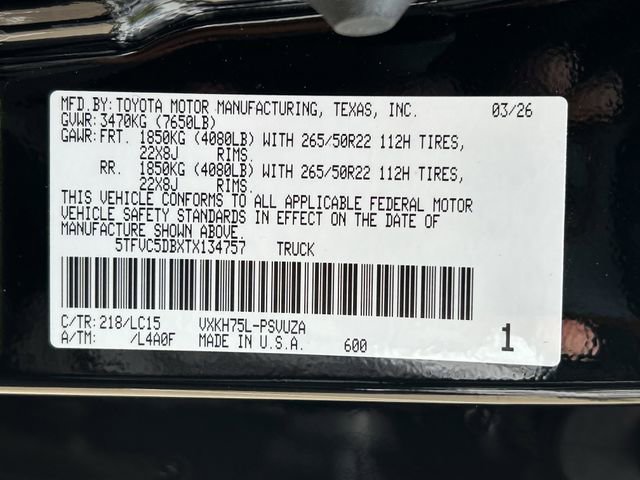 MFD.BY: TOYOTA MOTOR MANUFACTURING, TEXAS, INC. 03/26
GVWR: 3470KG (7650LB)
GAWR: FRT. 1850KG (4080LB) WITH 265/50R22 112H TIRES,
22X8J RIMS.
RR. 1850KG (4080LB) WITH 265/50R22 112H TIRES,
22X8J RIMS.
THIS VEHICLE CONFORMS TO ALL APPLICABLE FEDERAL MOTOR
VEHICLE SAFETY STANDARDS IN EFFECT ON THE DATE OF
MANUFACTURE SHOWN ABOVE.
5TFVC5DBXTX134757 TRUCK
C/TR: 218/LC15 VXKH75L-PSVUZA
A/TM: /L4A0F MADE IN U.S.A. 600 1